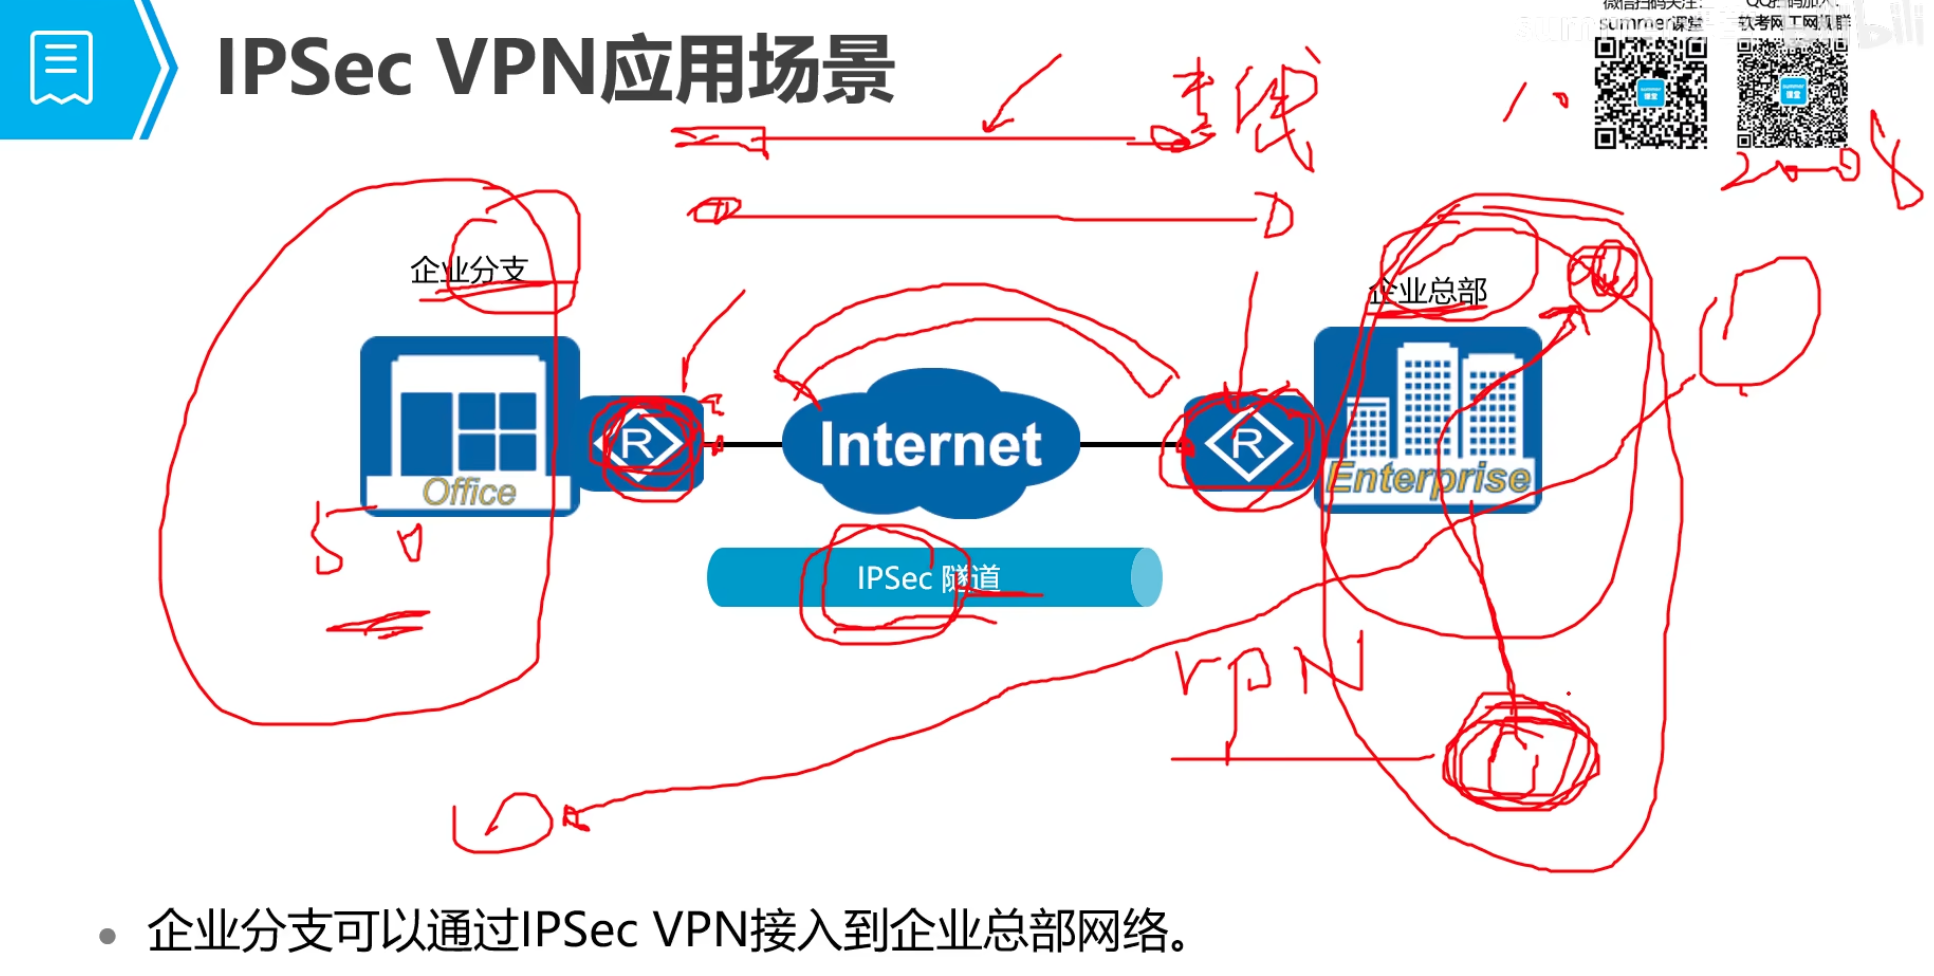 微信扫码关注:
QQ扫码加入:
summer课堂
软考网工网规群
IPSec VPN应用场景
专线
企业分支
企业总部
R
Internet
R
Office
Enterprise
50
IPSec 隧道
VPN
企业分支可以通过IPSec VPN接入到企业总部网络。